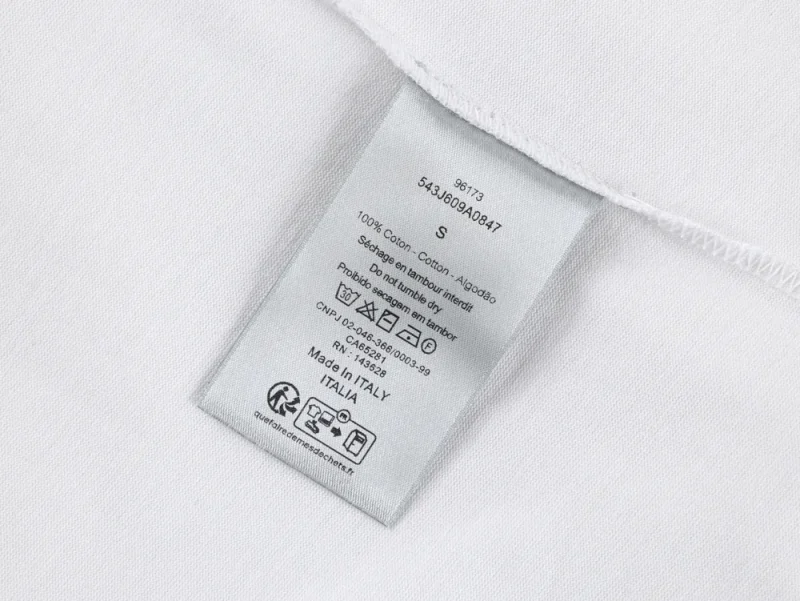 96173
543J609A0847
S
100% Coton - Cotton - Algodão
Séchage en tambour interdit
Do not tumble dry
Proibido secagem em tambor
30
F
CNPJ 02-046-366/0003-99
CA65281
RN : 143628
Made In ITALY
ITALIA
FR
quefairedemesdechets.fr